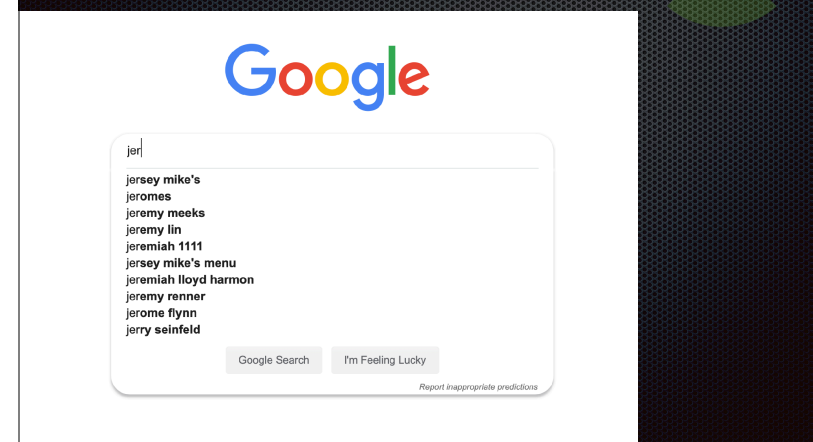 Google
jer
jersey mike's
jeromes
jeremy meeks
jeremy lin
jeremiah 1111
jersey mike's menu
jeremiah lloyd harmon
jeremy renner
jerome flynn
jerry seinfeld
Google Search I'm Feeling Lucky
Report inappropriate predictions